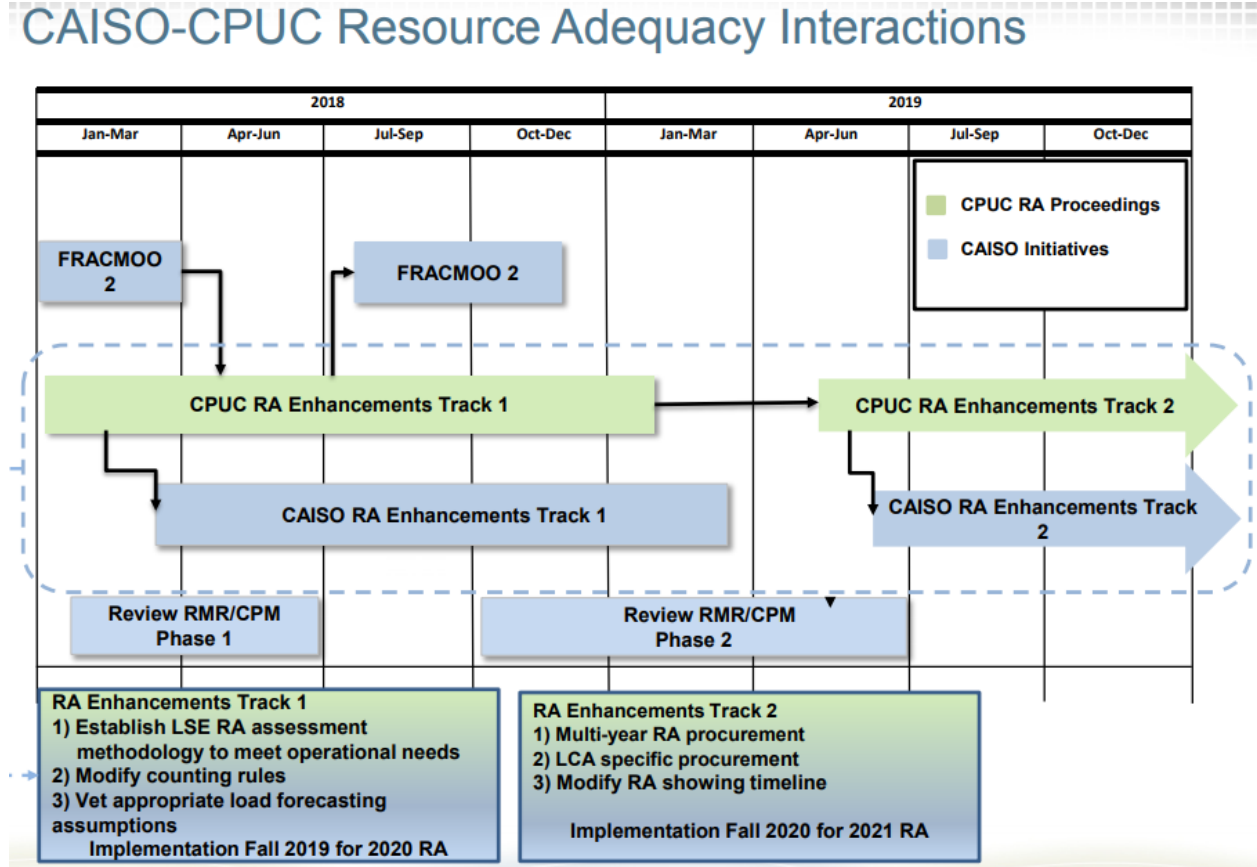 CAISO-CPUC Resource Adequacy Interactions
2018
2019
Jan-Mar
Apr-Jun
Jul-Sep
Oct-Dec
Jan-Mar
Apr-Jun
Jul-Sep
Oct-Dec
CPUC RA Proceedings
CAISO Initiatives
FRACMOO
2
FRACMOO 2
CPUC RA Enhancements Track 1
CPUC RA Enhancements Track 2
CAISO RA Enhancements Track 1
CAISO RA Enhancements Track
2
Review RMR/CPM
Phase 1
Review RMR/CPM
Phase 2
RA Enhancements Track 1
1) Establish LSE RA assessment
methodology to meet operational needs
2) Modify counting rules
3) Vet appropriate load forecasting
assumptions
Implementation Fall 2019 for 2020 RA
RA Enhancements Track 2
1) Multi-year RA procurement
2) LCA specific procurement
3) Modify RA showing timeline
Implementation Fall 2020 for 2021 RA